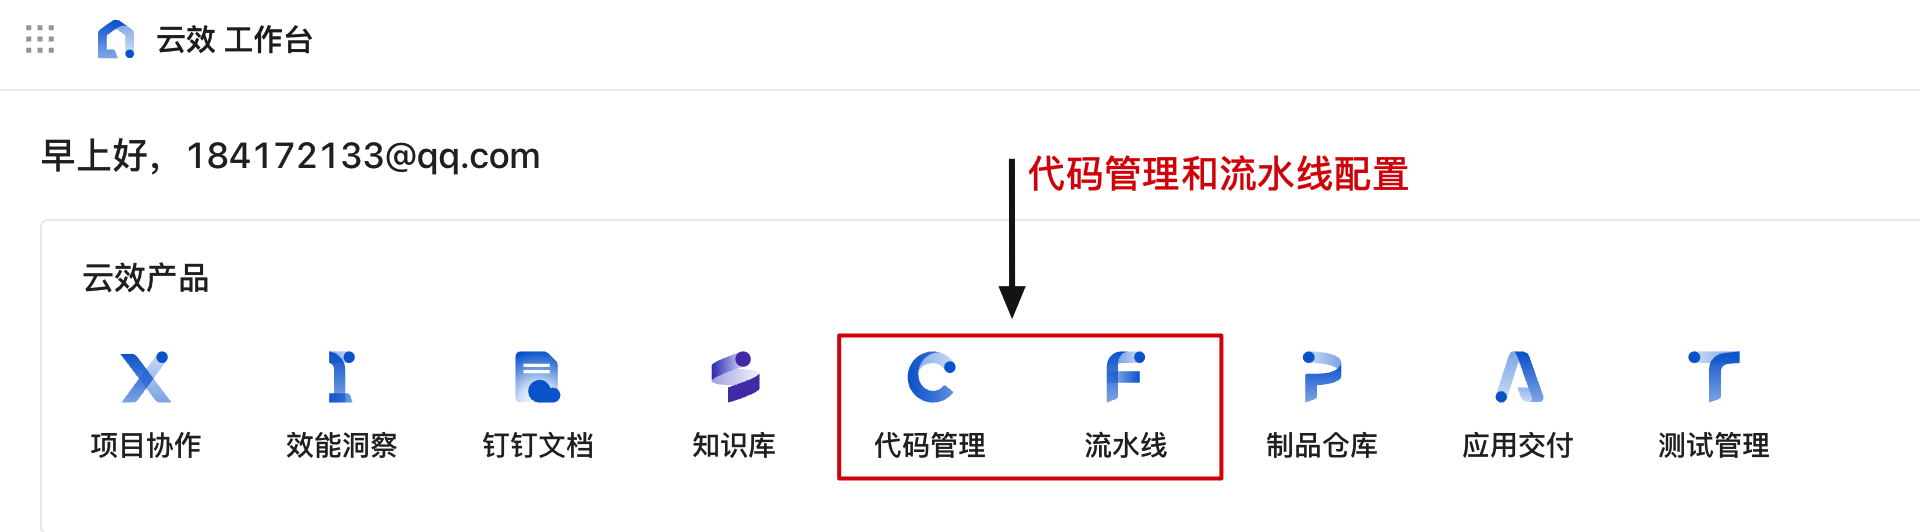 云效 工作台
早上好，184172133@qq.com
代码管理和流水线配置
云效产品
项目协作 效能洞察 钉钉文档 知识库 代码管理 流水线 制品仓库 应用交付 测试管理